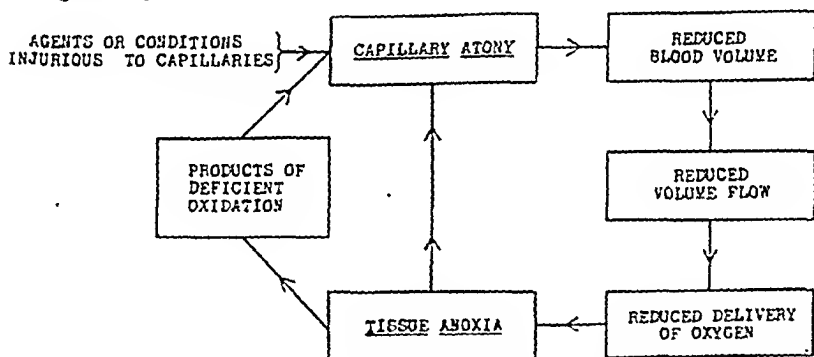 AGENTS OR CONDITIONS
INJURIOUS TO CAPILLARIES
CAPILLARY ATONY
REDUCED
BLOOD VOLUME
PRODUCTS OF
DEFICIENT
OXIDATION
REDUCED
VOLUME FLOW
TISSUE ANOXIA
REDUCED DELIVERY
OF OXYGEN